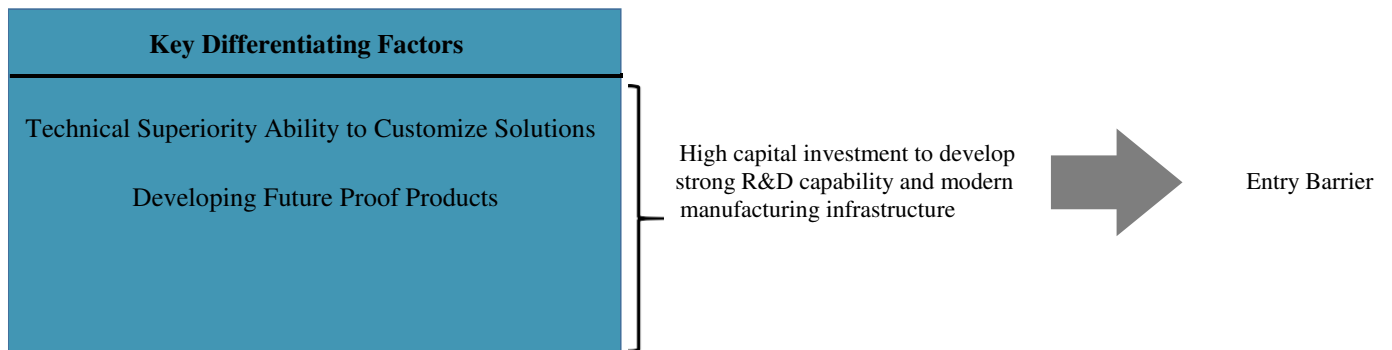 Key Differentiating Factors
Technical Superiority Ability to Customize Solutions
Developing Future Proof Products
High capital investment to develop
strong R&D capability and modern
manufacturing infrastructure
Entry Barrier